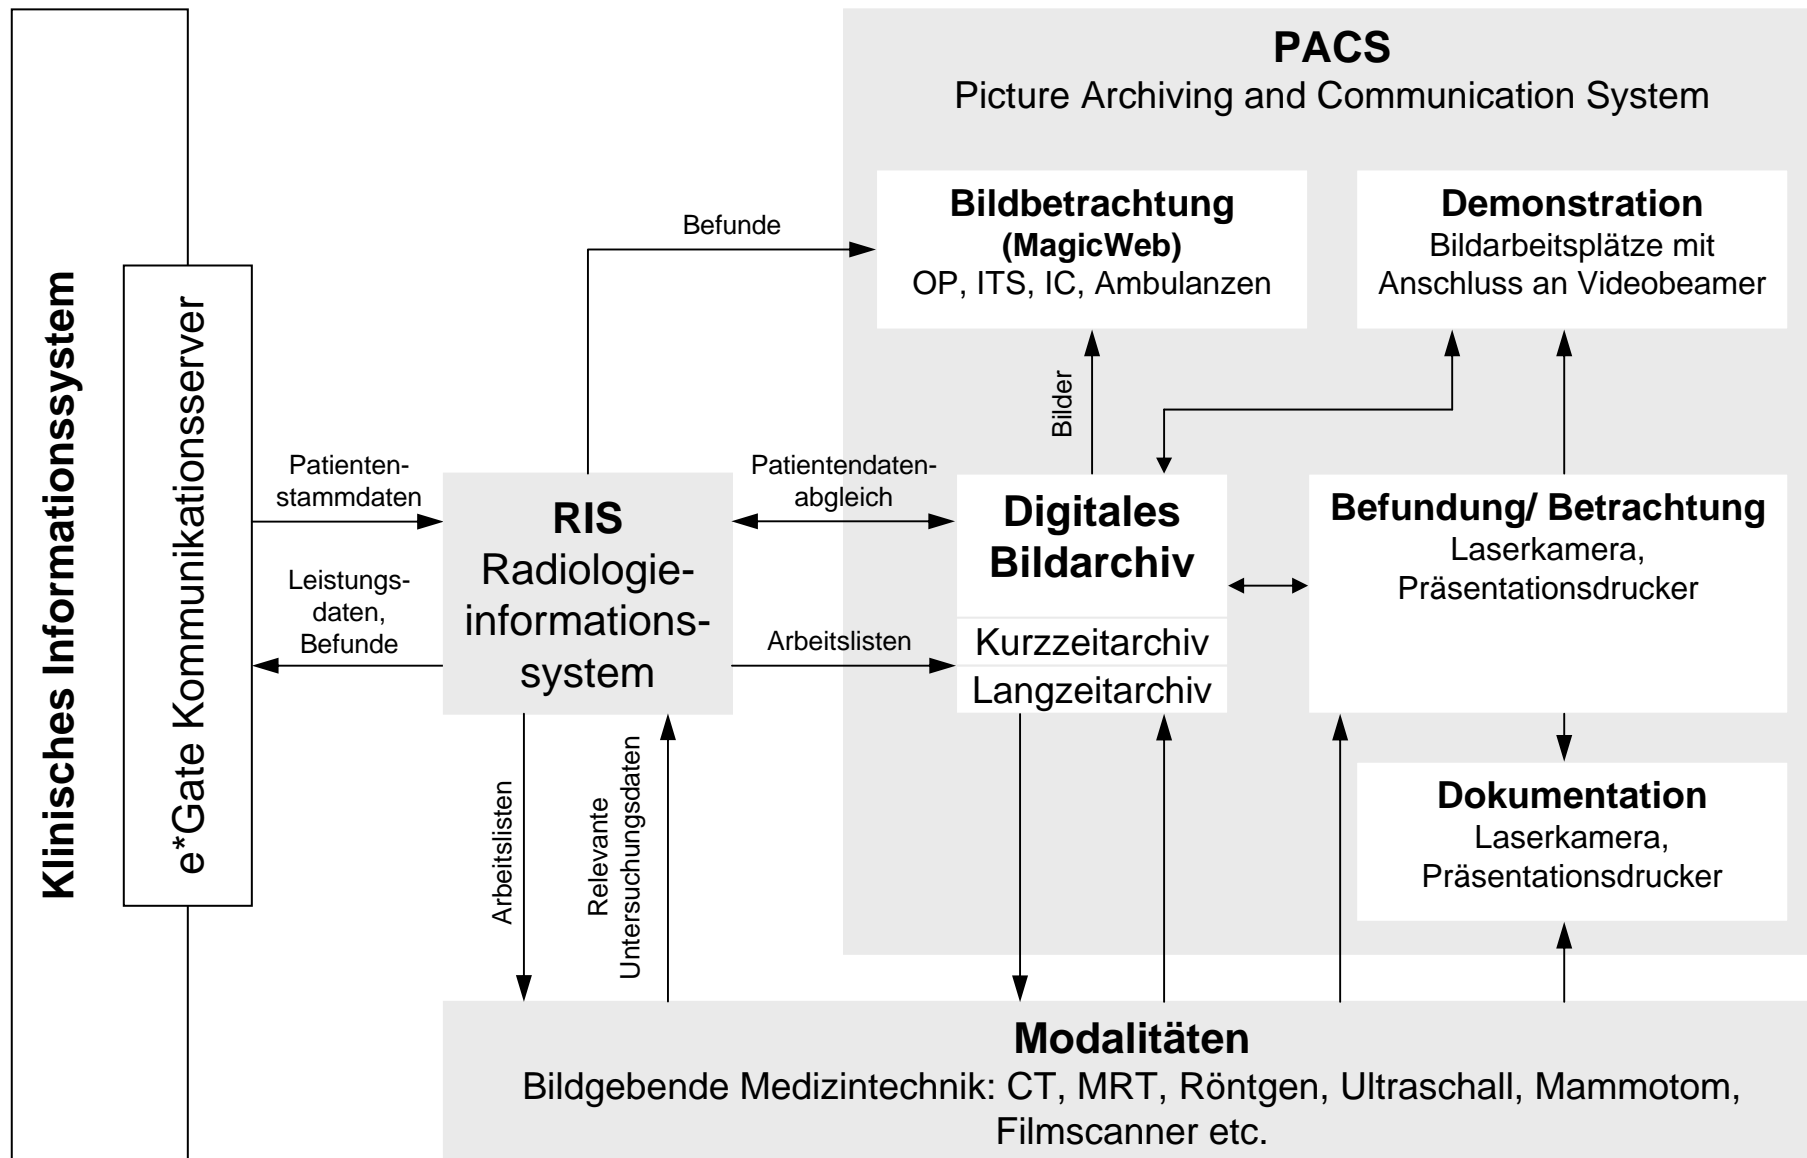 PACS
Picture Archiving and Communication System
Bildbetrachtung
(MagicWeb)
OP, ITS, IC, Ambulanzen
Demonstration
Bildarbeitsplätze mit
Anschluss an Videobeamer
Befunde
Bilder
Klinisches Informationssystem
e*Gate Kommunikationsserver
Patienten-
stammdaten
Leistungs-
daten,
Befunde
RIS
Radiologie-
informations-
system
Patientendaten-
abgleich
Arbeitslisten
Digitales
Bildarchiv
Kurzzeitarchiv
Langzeitarchiv
Befundung/ Betrachtung
Laserkamera,
Präsentationsdrucker
Arbeitslisten
Relevante
Untersuchungsdaten
Dokumentation
Laserkamera,
Präsentationsdrucker
Modalitäten
Bildgebende Medizintechnik: CT, MRT, Röntgen, Ultraschall, Mammotom,
Filmscanner etc.